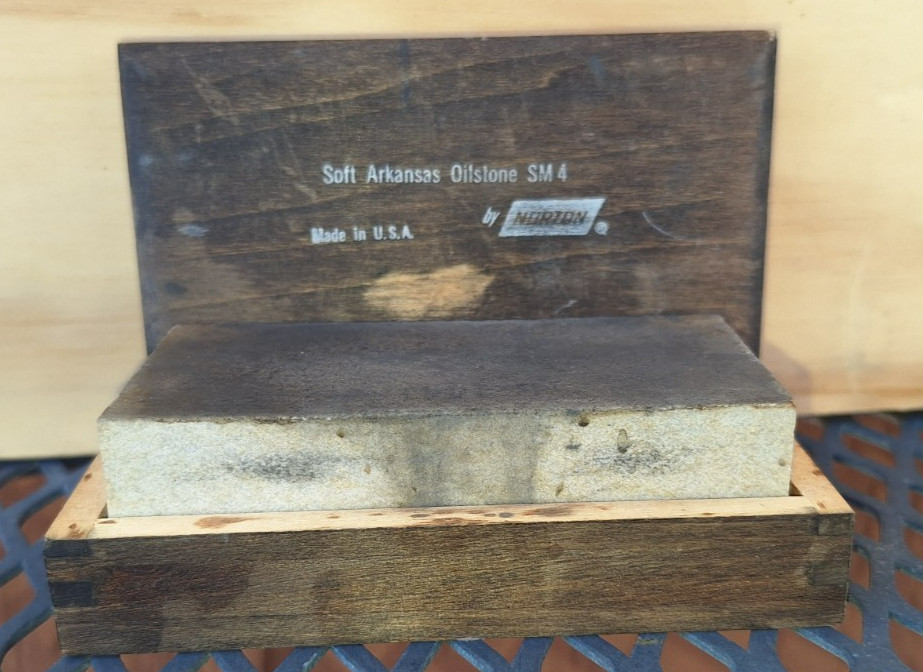 Soft Arkansas Oilstone SM 4
by NORTON ®
Made in U.S.A.